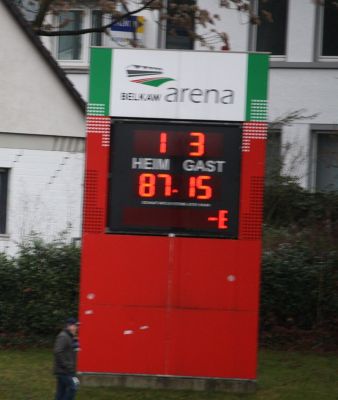 BELKAW arena
1 3
HEIM GAST
87-15
-E